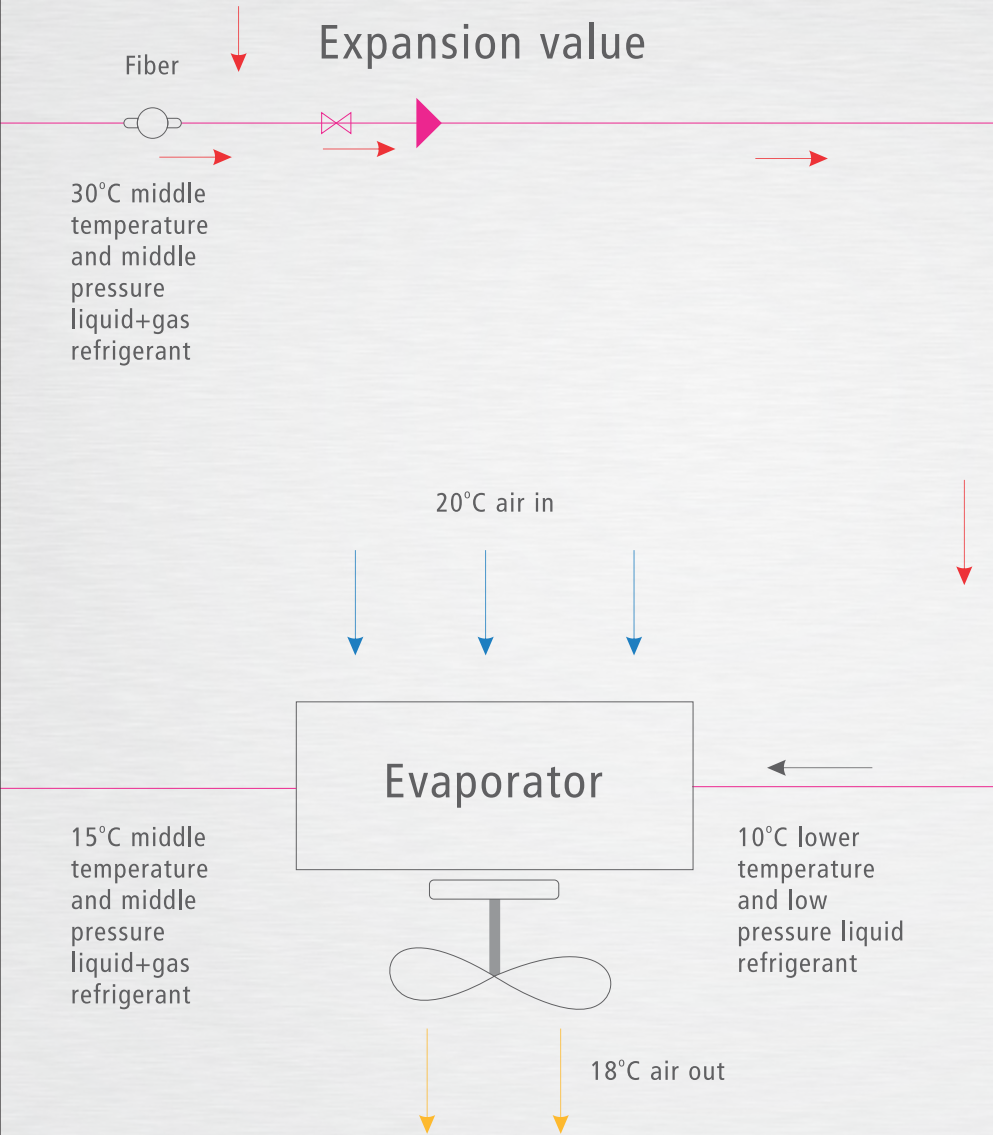 Expansion value
Fiber
30°C middle
temperature
and middle
pressure
liquid+gas
refrigerant
20°C air in
Evaporator
15°C middle
temperature
and middle
pressure
liquid+gas
refrigerant
10°C lower
temperature
and low
pressure liquid
refrigerant
18°C air out